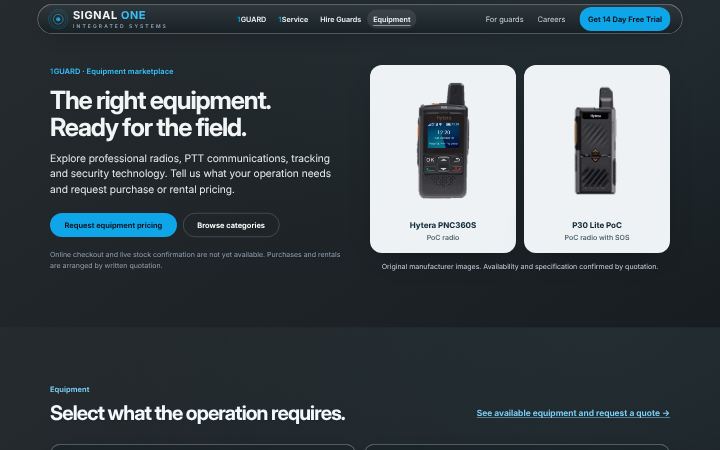 SIGNAL ONE
INTEGRATED SYSTEMS
1GUARD
1Service
Hire Guards
Equipment
For guards
Careers
Get 14 Day Free Trial
1GUARD · Equipment marketplace
The right equipment.
Ready for the field.
Explore professional radios, PTT communications, tracking
and security technology. Tell us what your operation needs
and request purchase or rental pricing.
Request equipment pricing
Browse categories
Online checkout and live stock confirmation are not yet available. Purchases and rentals
are arranged by written quotation.
Hytera
12:20
OK
Hytera PNC360S
PoC radio
Hytera
P30 Lite PoC
PoC radio with SOS
Original manufacturer images. Availability and specification confirmed by quotation.
Equipment
Select what the operation requires.
See available equipment and request a quote →